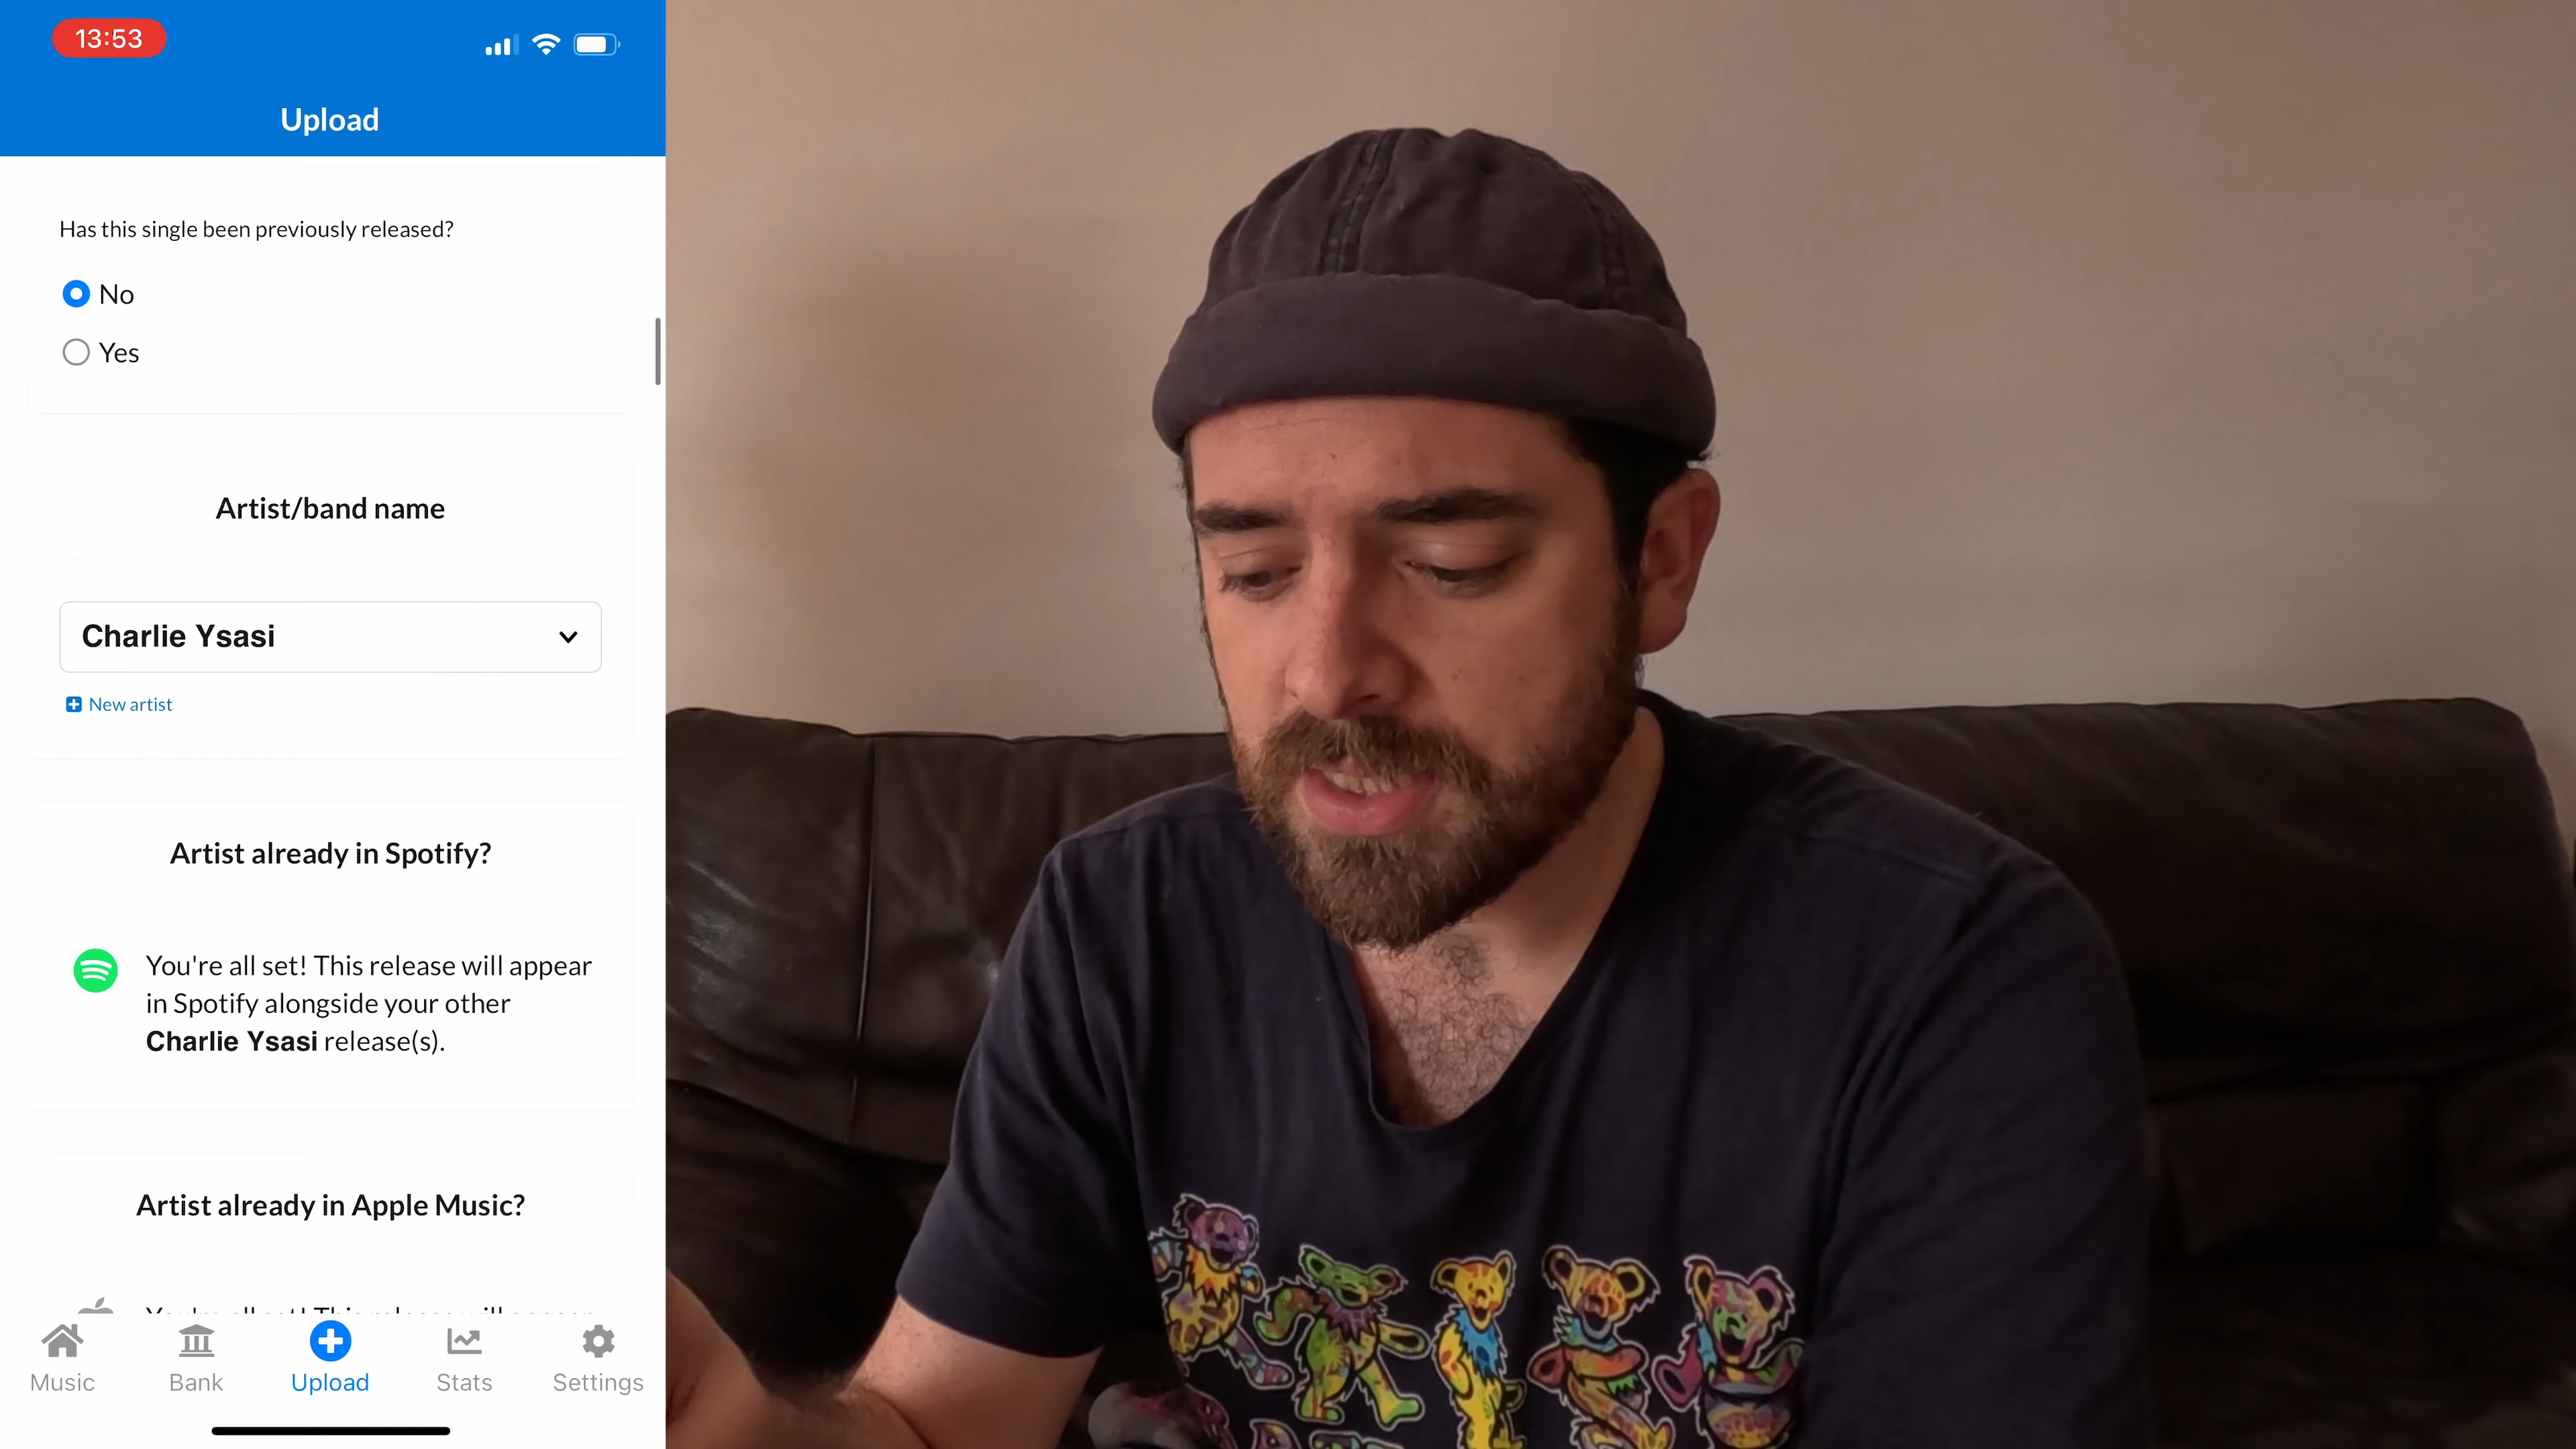 13:53
Upload
Has this single been previously released?
No
Yes
Artist/band name
Charlie Ysasi
New artist
Artist already in Spotify?
You're all set! This release will appear
in Spotify alongside your other
Charlie Ysasi release(s).
Artist already in Apple Music?
Music
Bank
Upload
Stats
Settings